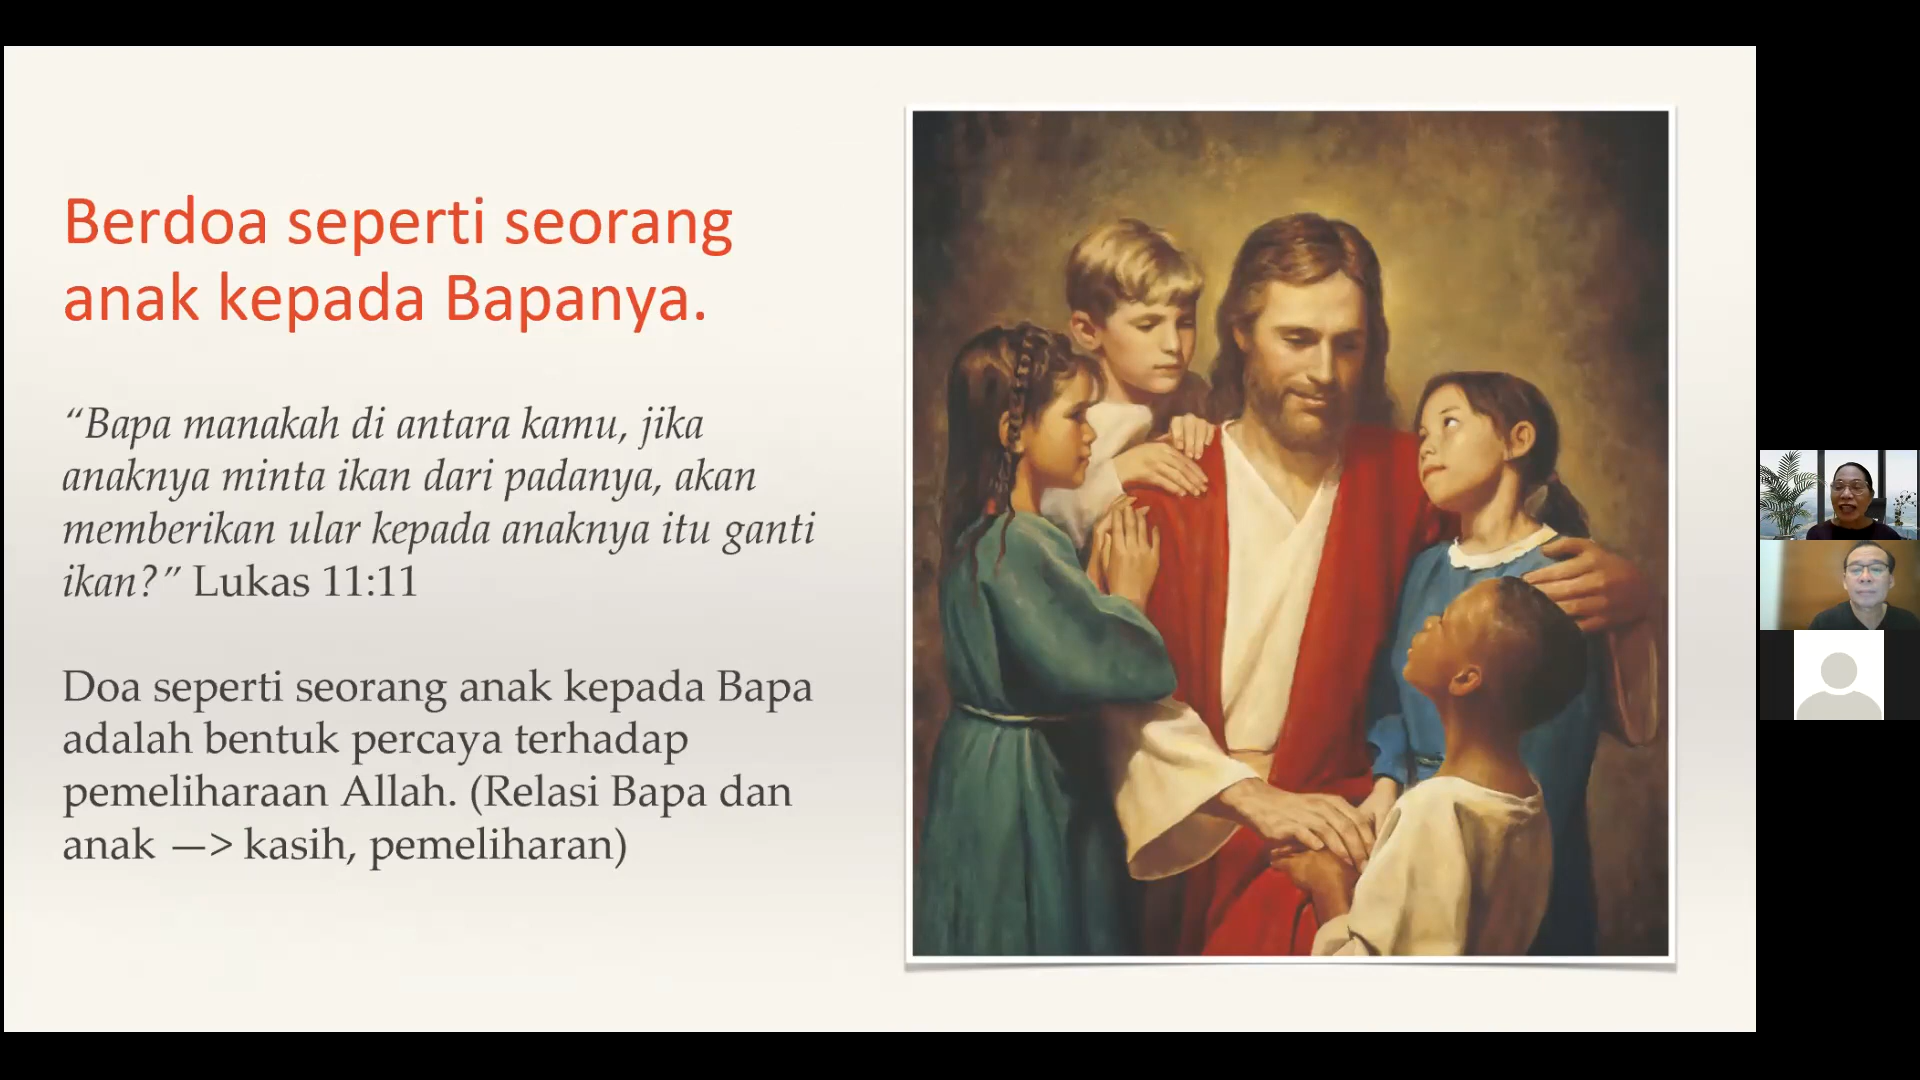 Berdoa seperti seorang
anak kepada Bapanya.
“Bapa manakah di antara kamu, jika
anaknya minta ikan dari padanya, akan
memberikan ular kepada anaknya itu ganti
ikan?” Lukas 11:11
Doa seperti seorang anak kepada Bapa
adalah bentuk percaya terhadap
pemeliharaan Allah. (Relasi Bapa dan
anak —> kasih, pemeliharan)